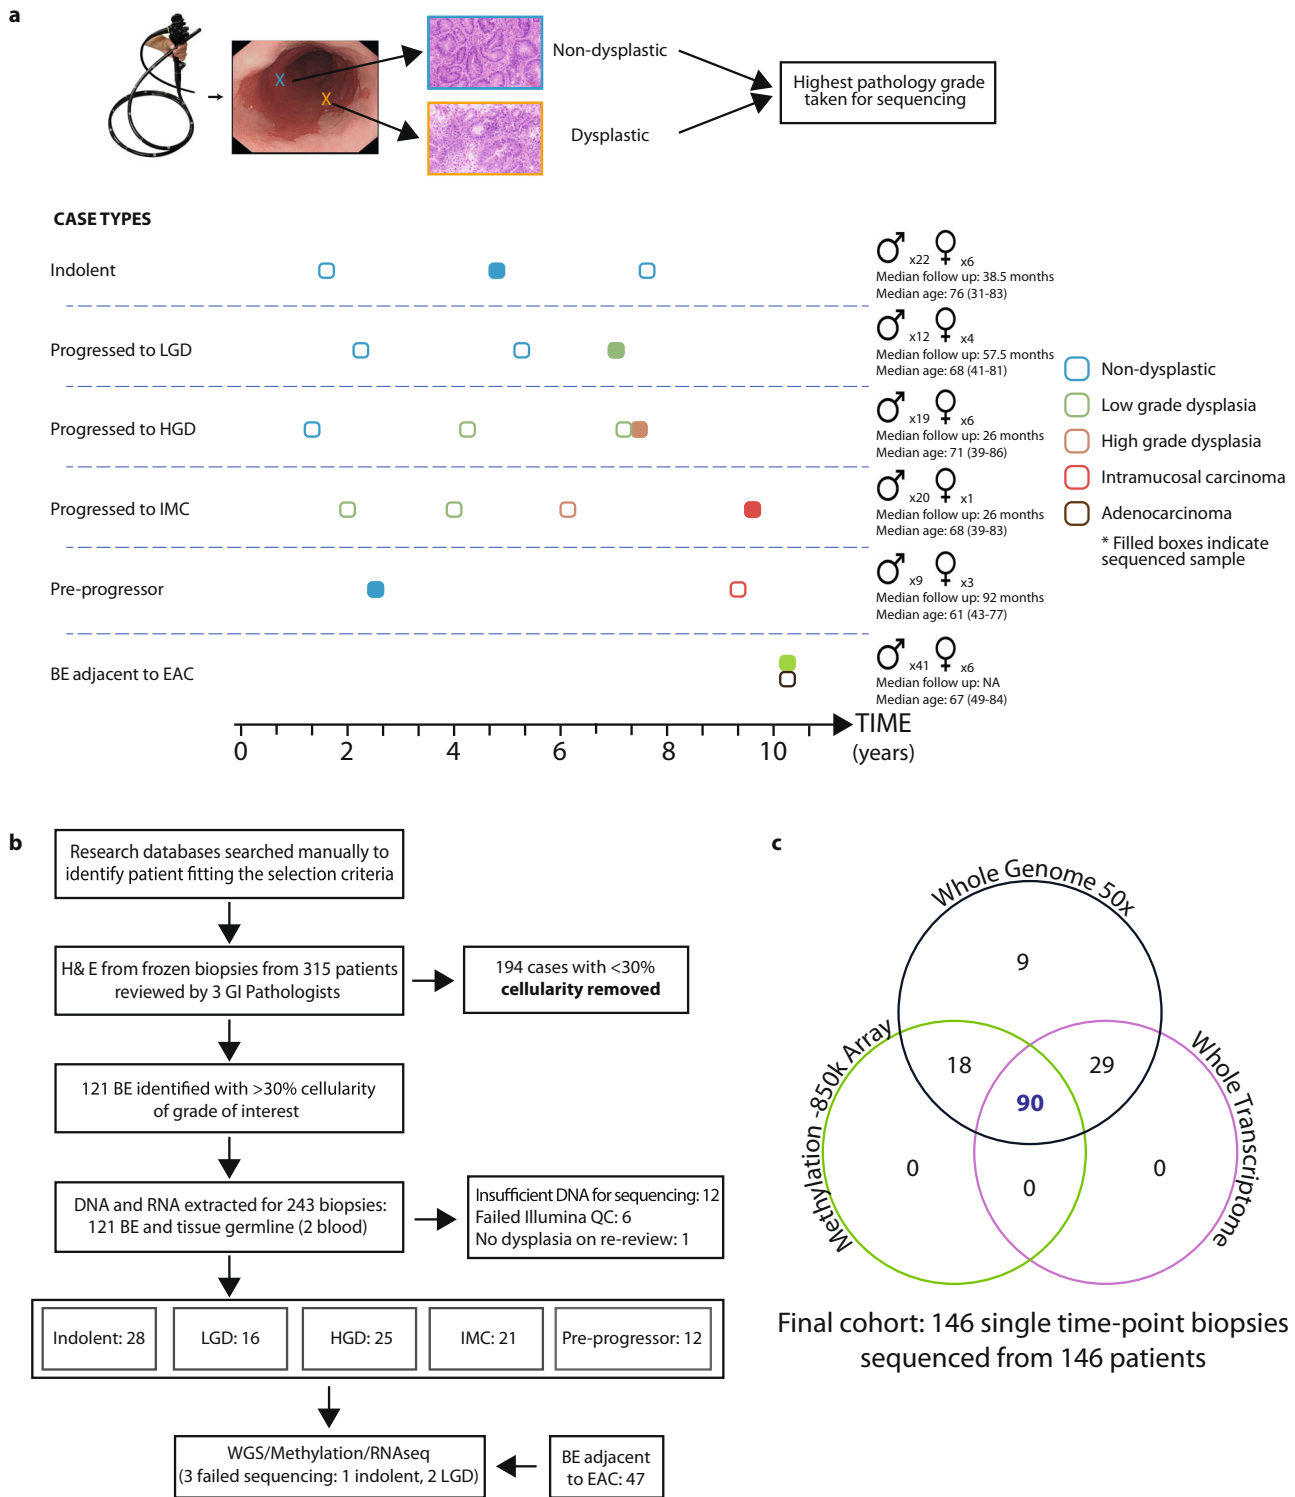 a
X
X
Non-dysplastic
Dysplastic
Highest pathology grade
taken for sequencing
CASE TYPES
Indolent
x22
x6
Median follow up: 38.5 months
Median age: 76 (31-83)
Progressed to LGD
x12
x4
Median follow up: 57.5 months
Median age: 68 (41-81)
Progressed to HGD
x19
x6
Median follow up: 26 months
Median age: 71 (39-86)
Progressed to IMC
x20
x1
Median follow up: 26 months
Median age: 68 (39-83)
Pre-progressor
x9
x3
Median follow up: 92 months
Median age: 61 (43-77)
BE adjacent to EAC
x41
x6
Median follow up: NA
Median age: 67 (49-84)
Non-dysplastic
Low grade dysplasia
High grade dysplasia
Intramucosal carcinoma
Adenocarcinoma
* Filled boxes indicate
sequenced sample
0 2 4 6 8 10
TIME
(years)
b
Research databases searched manually to
identify patient fitting the selection criteria
H& E from frozen biopsies from 315 patients
reviewed by 3 GI Pathologists
194 cases with <30%
cellularity removed
121 BE identified with >30% cellularity
of grade of interest
DNA and RNA extracted for 243 biopsies:
121 BE and tissue germline (2 blood)
Insufficient DNA for sequencing: 12
Failed Illumina QC: 6
No dysplasia on re-review: 1
Indolent: 28
LGD: 16
HGD: 25
IMC: 21
Pre-progressor: 12
WGS/Methylation/RNAseq
(3 failed sequencing: 1 indolent, 2 LGD)
BE adjacent
to EAC: 47
c
Whole Genome 50x
Methylation -850k Array
Whole Transcriptome
9
18
29
90
0
0
0
Final cohort: 146 single time-point biopsies
sequenced from 146 patients